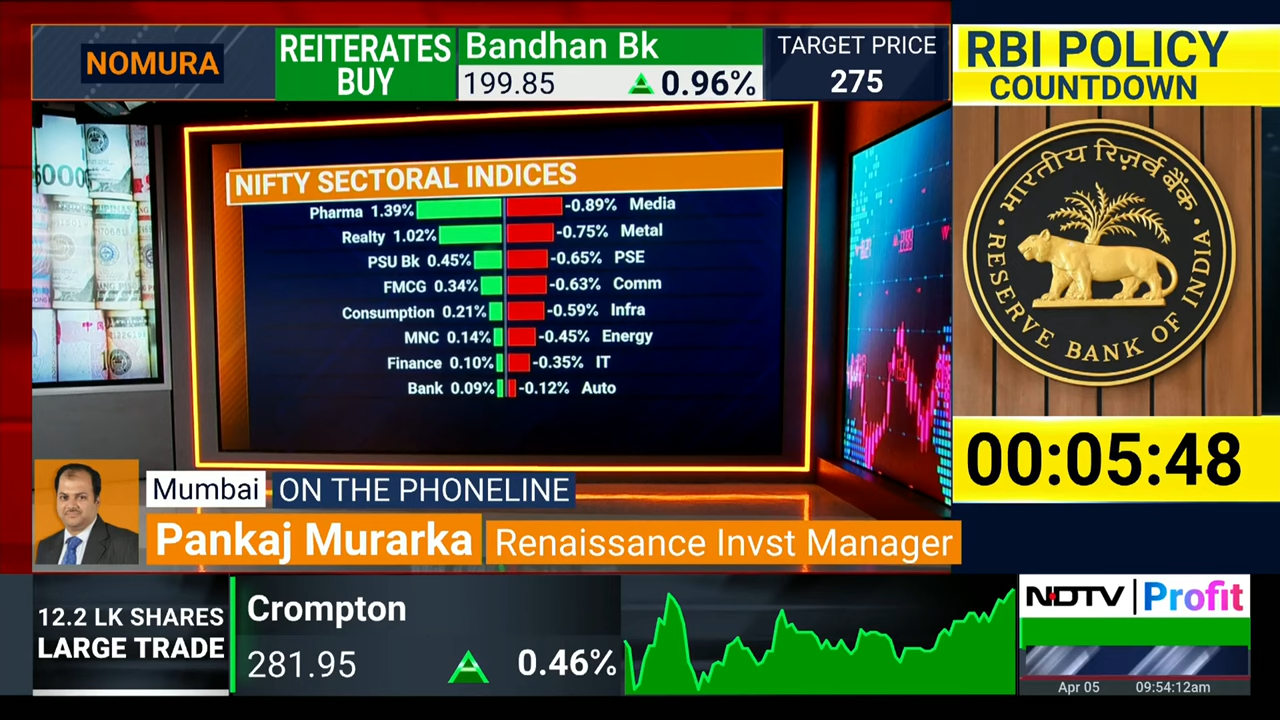 NOMURA
REITERATES
BUY
Bandhan Bk
199.85 0.96%
TARGET PRICE
275
RBI POLICY
COUNTDOWN
NIFTY SECTORAL INDICES
Pharma 1.39% -0.89% Media
Realty 1.02% -0.75% Metal
PSU Bk 0.45% -0.65% PSE
FMCG 0.34% -0.63% Comm
Consumption 0.21% -0.59% Infra
MNC 0.14% -0.45% Energy
Finance 0.10% -0.35% IT
Bank 0.09% -0.12% Auto
भारतीय रिज़र्व बैंक
RESERVE BANK OF INDIA
00:05:48
Mumbai ON THE PHONELINE
Pankaj Murarka Renaissance Invst Manager
12.2 LK SHARES
LARGE TRADE
Crompton
281.95 0.46%
NDTV Profit
Apr 05 09:54:12am